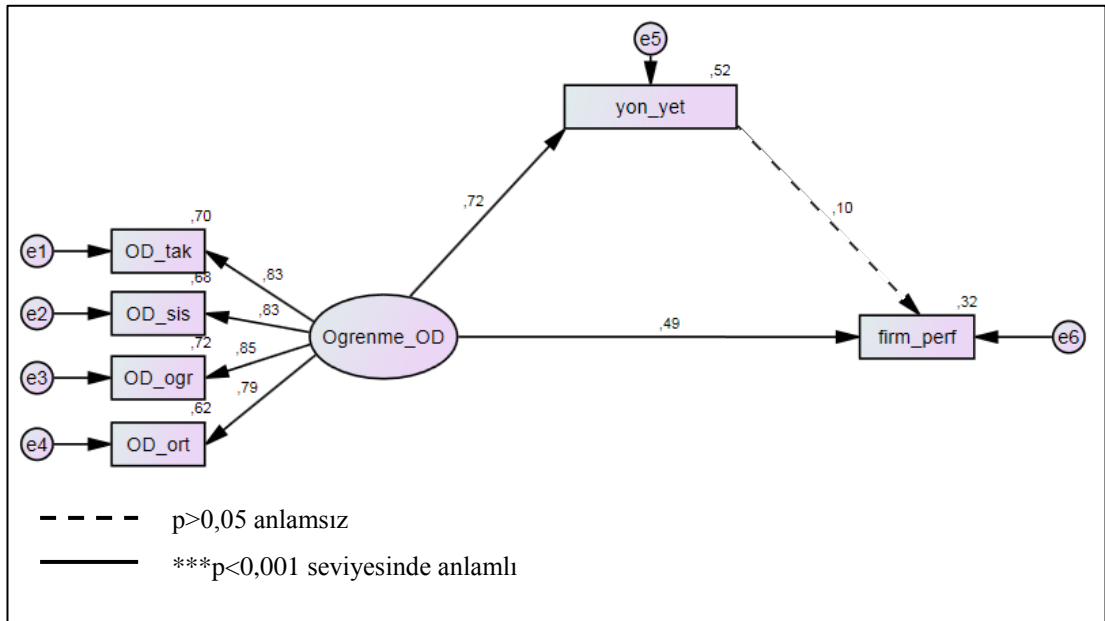 e5
,52
yon_yet
,72
,10
,70
e1
OD_tak
,83
,68
e2
OD_sis
,83
Ogrenme_OD
,49
,32
firm_perf
e6
,72
e3
OD_ogr
,85
,79
,62
e4
OD_ort
p>0,05 anlamsız
***p<0,001 seviyesinde anlamlı